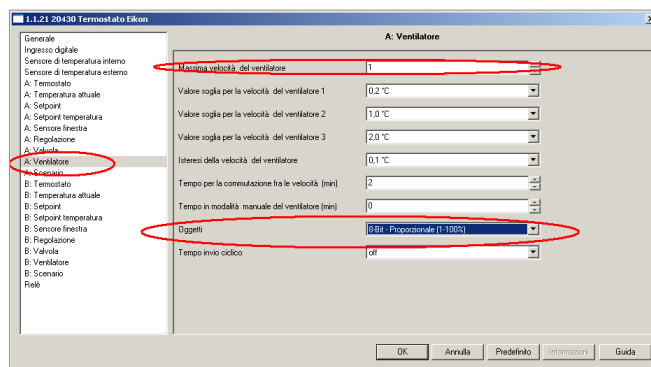 1.1.21 20430 Termostato Eikon
Generale
Ingresso digitale
Sensore di temperatura interno
Sensore di temperatura esterno
A: Termostato
A: Temperatura attuale
A: Setpoint
A: Setpoint temperatura
A: Sensore finestra
A: Regolazione
A: Valvola
A: Ventilatore
A: Scenario
B: Termostato
B: Temperatura attuale
B: Setpoint
B: Setpoint temperatura
B: Sensore finestra
B: Regolazione
B: Valvola
B: Ventilatore
B: Scenario
Relè
A: Ventilatore
Massima velocità del ventilatore 1
Valore soglia per la velocità del ventilatore 1 0,2 °C
Valore soglia per la velocità del ventilatore 2 1,0 °C
Valore soglia per la velocità del ventilatore 3 2,0 °C
Isteresi della velocità del ventilatore 0,1 °C
Tempo per la commutazione fra le velocità (min) 2
Tempo in modalità manuale del ventilatore (min) 0
Oggetti 8-Bit - Proporzionale (1-100%)
Tempo invio ciclico off
OK Annulla Predefinito Informazioni Guida